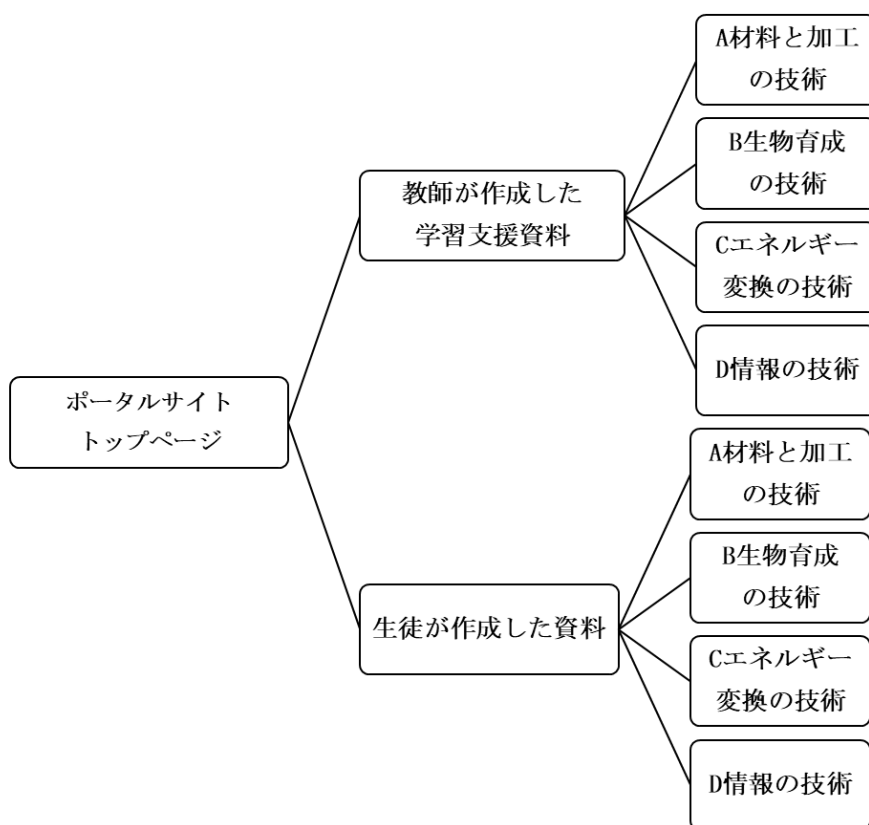 ポータルサイト
トップページ
教師が作成した
学習支援資料
A材料と加工
の技術
B生物育成
の技術
Cエネルギー
変換の技術
D情報の技術
生徒が作成した資料
A材料と加工
の技術
B生物育成
の技術
Cエネルギー
変換の技術
D情報の技術